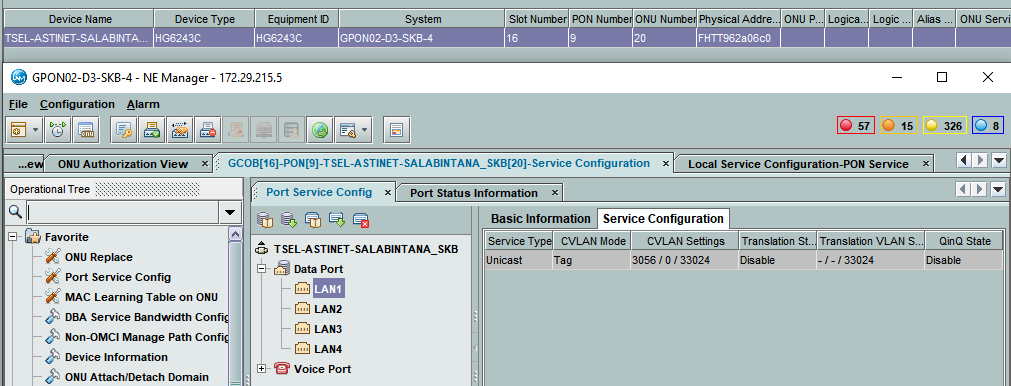 Device Name Device Type Equipment ID System Slot Number PON Number ONU Number Physical Addre... ONU P... Logica... Logic ... Alias ... ONU Servi
TSEL-ASTINET-SALABINTA... HG6243C HG6243C GPON02-D3-SKB-4 16 9 20 FHTT962a06c0
GPON02-D3-SKB-4 - NE Manager - 172.29.215.5
File Configuration Alarm
57 15 326 8
...ew ONU Authorization View GCOB[16]-PON[9]-TSEL-ASTINET-SALABINTANA_SKB[20]-Service Configuration Local Service Configuration-PON Service
Operational Tree
Port Service Config Port Status Information
Basic Information Service Configuration
Favorite
ONU Replace
Port Service Config
MAC Learning Table on ONU
DBA Service Bandwidth Config
Non-OMCI Manage Path Config
Device Information
ONU Attach/Detach Domain
TSEL-ASTINET-SALABINTANA_SKB
Data Port
LAN1
LAN2
LAN3
LAN4
Voice Port
Service Type CVLAN Mode CVLAN Settings Translation St... Translation VLAN S... QinQ State
Unicast Tag 3056 / 0 / 33024 Disable - / - / 33024 Disable